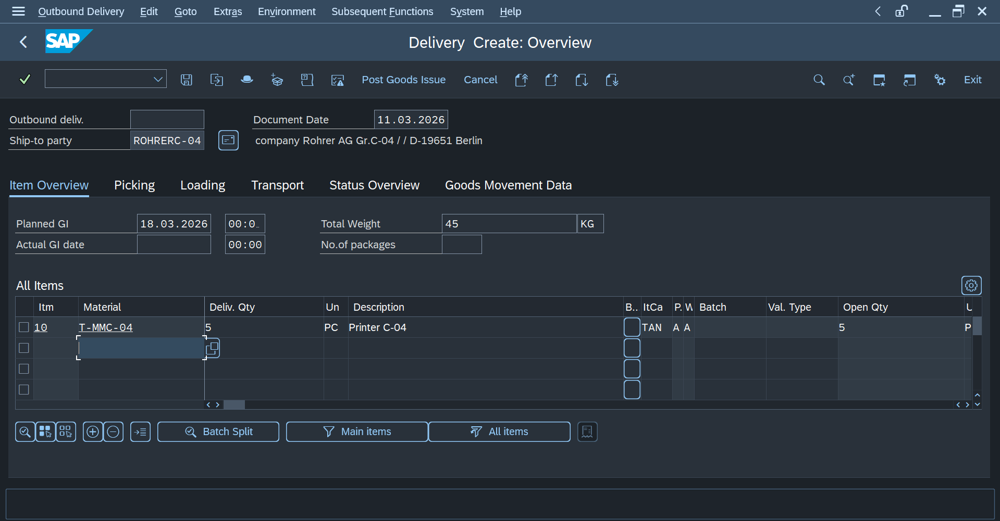 Outbound Delivery Edit Goto Extras Environment Subsequent Functions System Help
SAP
Delivery Create: Overview
Post Goods Issue Cancel Exit
Outbound deliv. Document Date 11.03.2026
Ship-to party ROHRERC-04 company Rohrer AG Gr.C-04 / / D-19651 Berlin
Item Overview Picking Loading Transport Status Overview Goods Movement Data
Planned GI 18.03.2026 00:0… Total Weight 45 KG
Actual GI date 00:00 No.of packages
All Items
Itm Material Deliv. Qty Un Description B.. ItCa P. W Batch Val. Type Open Qty U
10 T-MMC-04 5 PC Printer C-04 TAN A A 5 P
Batch Split Main items All items